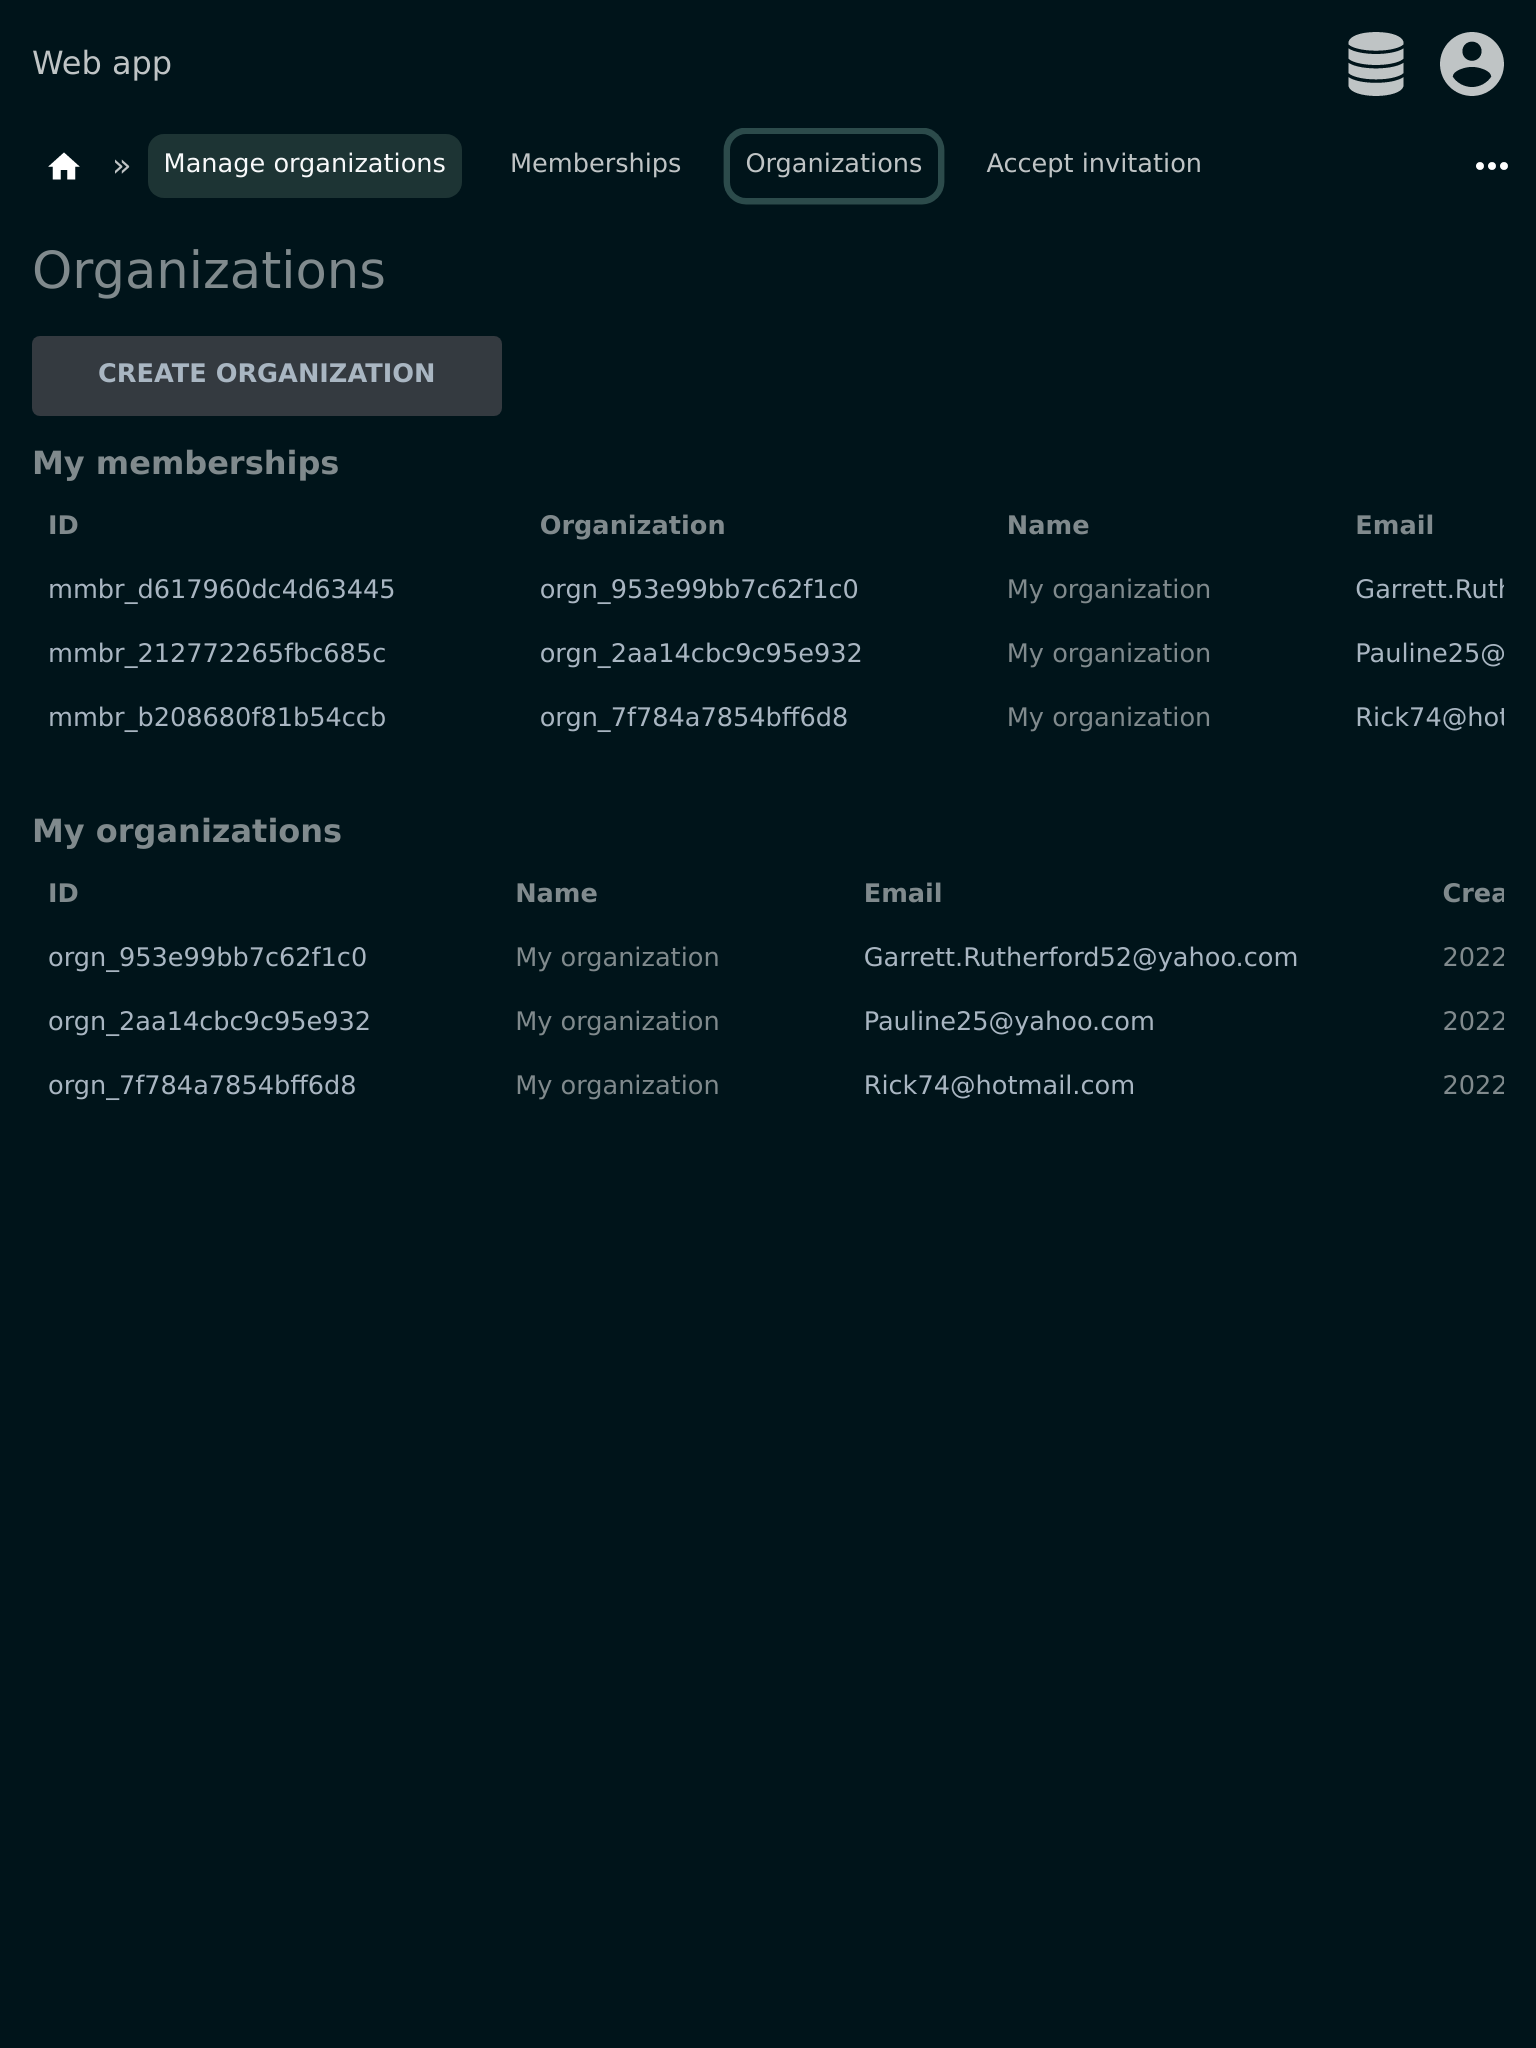 Web app
» Manage organizations Memberships Organizations Accept invitation
Organizations
CREATE ORGANIZATION
My memberships
ID Organization Name Email
mmbr_d617960dc4d63445 orgn_953e99bb7c62f1c0 My organization Garrett.Ruth
mmbr_212772265fbc685c orgn_2aa14cbc9c95e932 My organization Pauline25@
mmbr_b208680f81b54ccb orgn_7f784a7854bff6d8 My organization Rick74@hot
My organizations
ID Name Email Crea
orgn_953e99bb7c62f1c0 My organization Garrett.Rutherford52@yahoo.com 2022
orgn_2aa14cbc9c95e932 My organization Pauline25@yahoo.com 2022
orgn_7f784a7854bff6d8 My organization Rick74@hotmail.com 2022